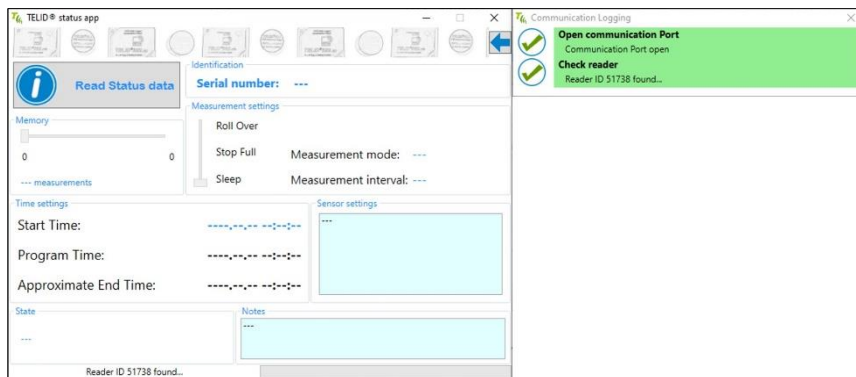 TELID® status app
Read Status data
Identification
Serial number: ---
Measurement settings
Roll Over
Stop Full
Sleep
Measurement mode: ---
Measurement interval: ---
Memory
0 0
--- measurements
Time settings
Start Time: ----.--.-- --:--:--
Program Time: ----.--.-- --:--:--
Approximate End Time: ----.--.-- --:--:--
Sensor settings
---
State
---
Notes
---
Reader ID 51738 found...
Communication Logging
Open communication Port
Communication Port open
Check reader
Reader ID 51738 found...